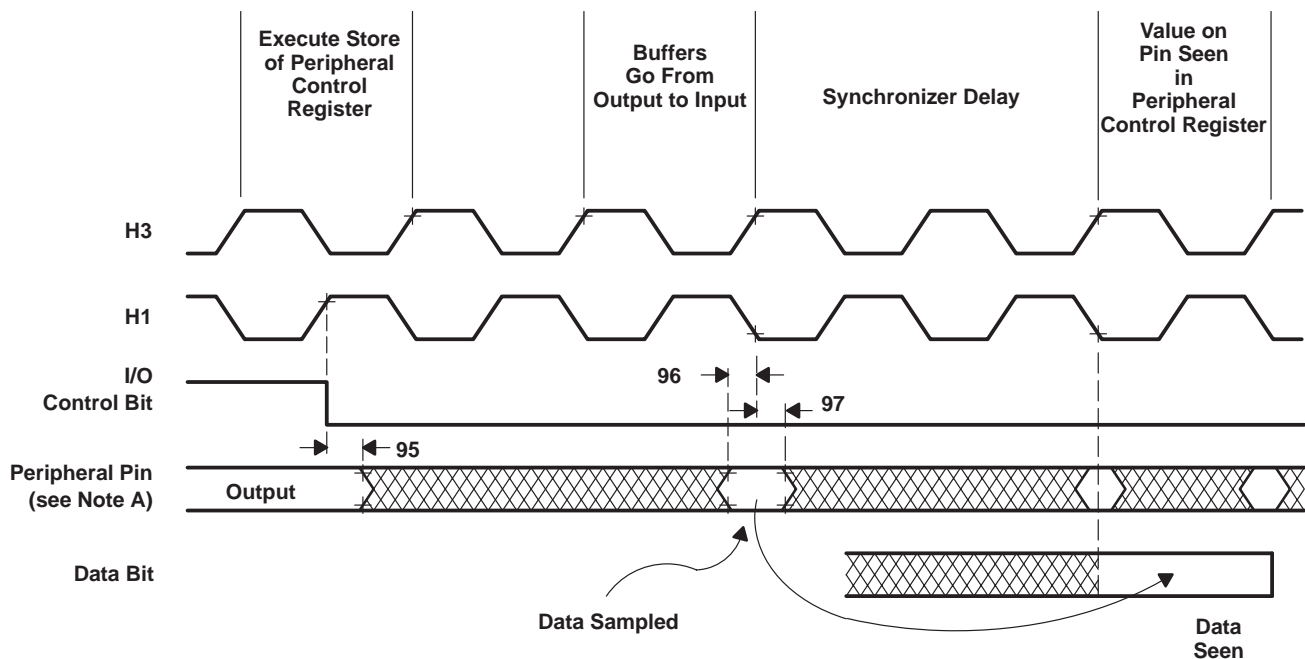 Execute Store
of Peripheral
Control
Register
Buffers
Go From
Output to Input
Synchronizer Delay
Value on
Pin Seen
in
Peripheral
Control Register
H3
H1
I/O
Control Bit
96
97
95
Peripheral Pin
(see Note A)
Output
Data Bit
Data Sampled
Data
Seen